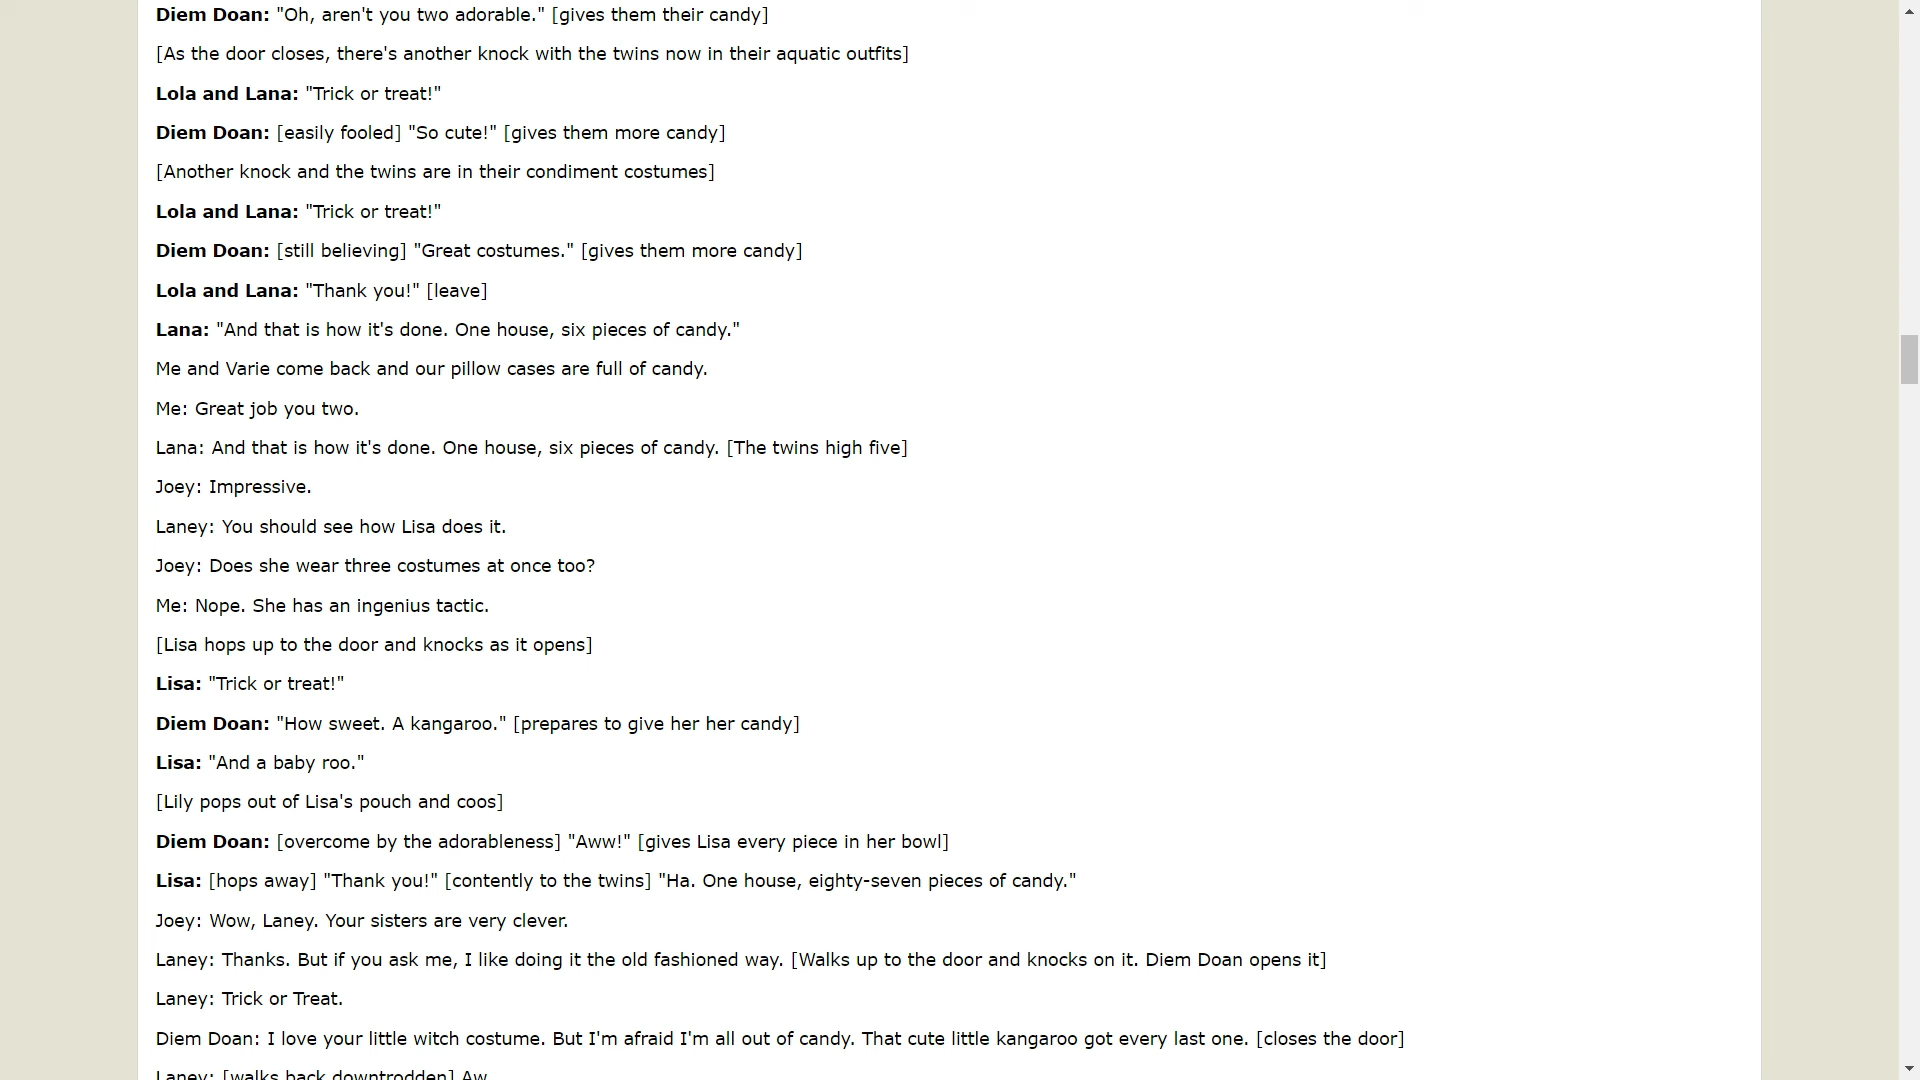 Diem Doan: "Oh, aren't you two adorable." [gives them their candy]
[As the door closes, there's another knock with the twins now in their aquatic outfits]
Lola and Lana: "Trick or treat!"
Diem Doan: [easily fooled] "So cute!" [gives them more candy]
[Another knock and the twins are in their condiment costumes]
Lola and Lana: "Trick or treat!"
Diem Doan: [still believing] "Great costumes." [gives them more candy]
Lola and Lana: "Thank you!" [leave]
Lana: "And that is how it's done. One house, six pieces of candy."
Me and Varie come back and our pillow cases are full of candy.
Me: Great job you two.
Lana: And that is how it's done. One house, six pieces of candy. [The twins high five]
Joey: Impressive.
Laney: You should see how Lisa does it.
Joey: Does she wear three costumes at once too?
Me: Nope. She has an ingenius tactic.
[Lisa hops up to the door and knocks as it opens]
Lisa: "Trick or treat!"
Diem Doan: "How sweet. A kangaroo." [prepares to give her her candy]
Lisa: "And a baby roo."
[Lily pops out of Lisa's pouch and coos]
Diem Doan: [overcome by the adorableness] "Aww!" [gives Lisa every piece in her bowl]
Lisa: [hops away] "Thank you!" [contently to the twins] "Ha. One house, eighty-seven pieces of candy."
Joey: Wow, Laney. Your sisters are very clever.
Laney: Thanks. But if you ask me, I like doing it the old fashioned way. [Walks up to the door and knocks on it. Diem Doan opens it]
Laney: Trick or Treat.
Diem Doan: I love your little witch costume. But I'm afraid I'm all out of candy. That cute little kangaroo got every last one. [closes the door]
Laney: [walks back downtrodden] Aw.